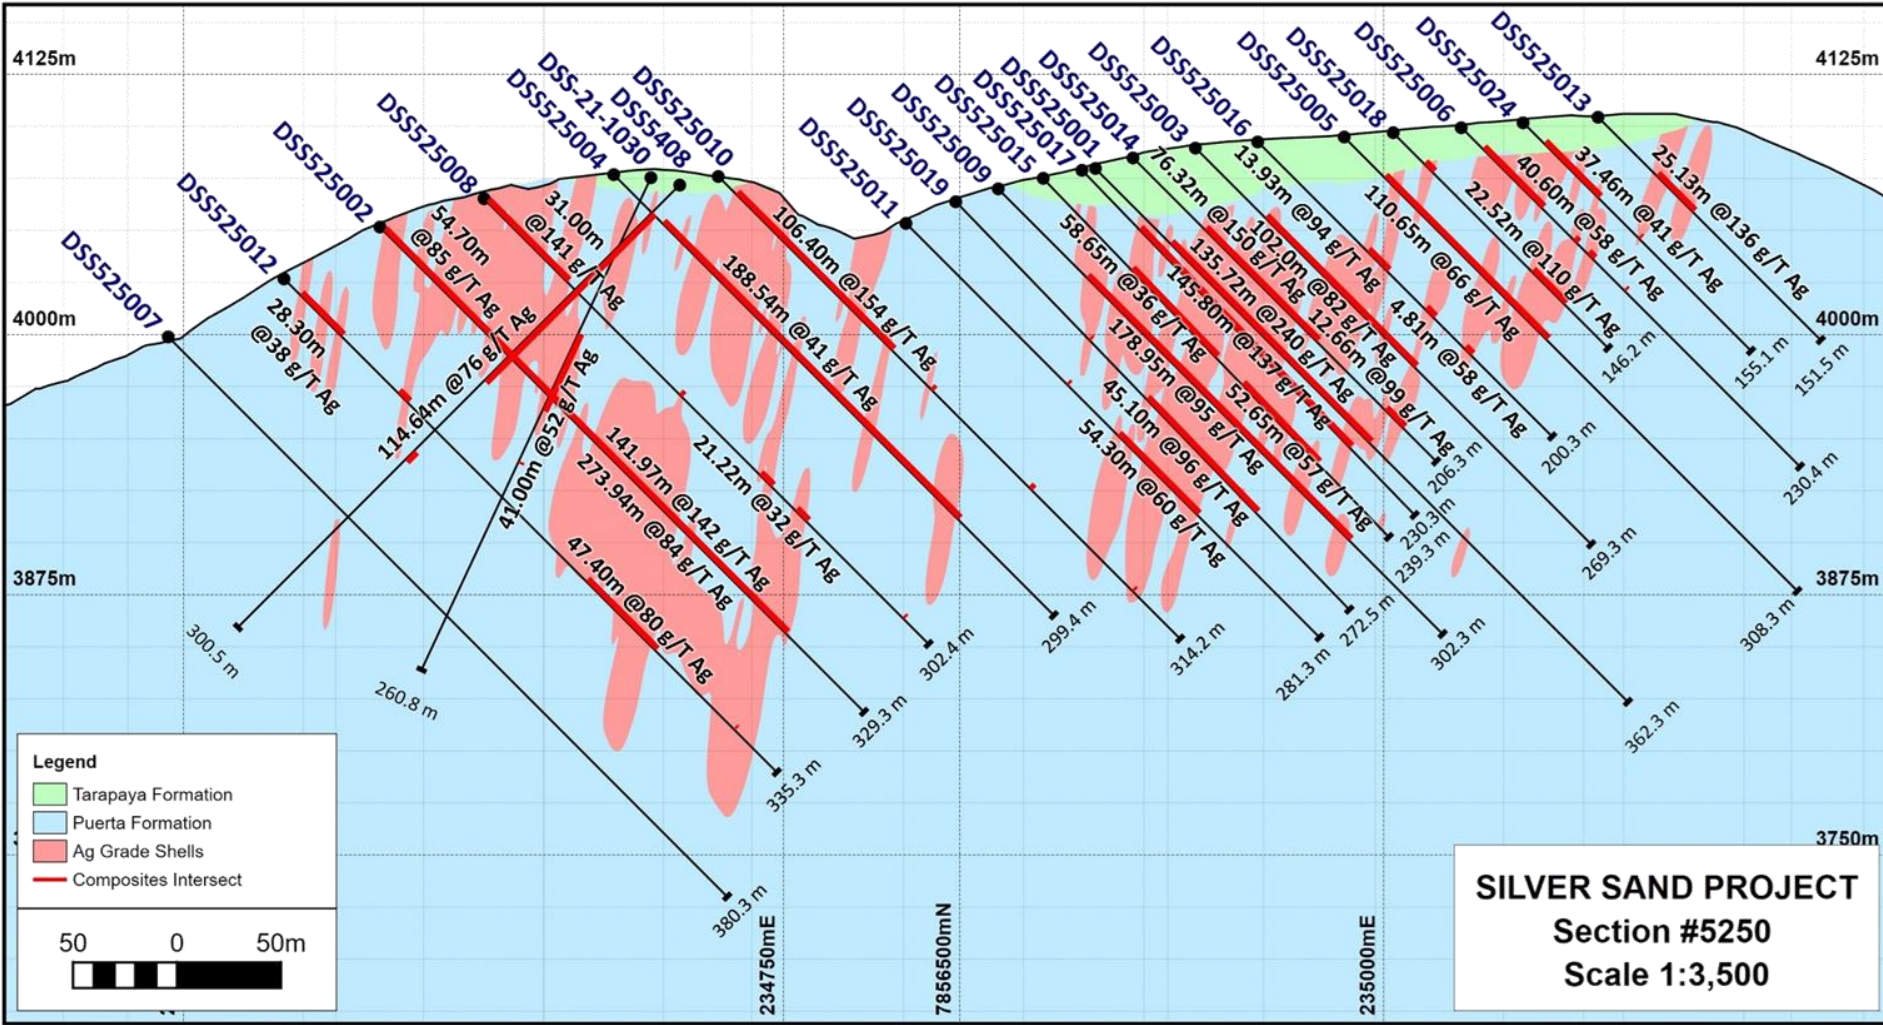 4125m
4125m
4000m
4000m
3875m
3875m
3750m
DSS525007
DSS525012
DSS525002
DSS525008
DSS525004
DSS-21-1030
DSS5408
DSS525010
DSS525011
DSS525019
DSS525009
DSS525015
DSS525017
DSS525001
DSS525014
DSS525003
DSS525016
DSS525005
DSS525018
DSS525006
DSS525024
DSS525013
28.30m
@38 g/T Ag
54.70m
@85 g/T Ag
31.00m
@141 g/T Ag
114.64m @76 g/T Ag
41.00m @52 g/T Ag
188.54m @41 g/T Ag
106.40m @154 g/T Ag
141.97m @142 g/T Ag
273.94m @84 g/T Ag
47.40m @80 g/T Ag
21.22m @32 g/T Ag
58.65m @36 g/T Ag
178.95m @95 g/T Ag
45.10m @96 g/T Ag
54.30m @60 g/T Ag
52.65m @57 g/T Ag
145.80m @137 g/T Ag
135.72m @240 g/T Ag
76.32m @150 g/T Ag
102.0m @82 g/T Ag
12.66m @99 g/T Ag
13.93m @94 g/T Ag
4.81m @58 g/T Ag
110.65m @66 g/T Ag
22.52m @110 g/T Ag
40.60m @58 g/T Ag
37.46m @41 g/T Ag
25.13m @136 g/T Ag
300.5 m
260.8 m
380.3 m
335.3 m
329.3 m
302.4 m
299.4 m
314.2 m
281.3 m
272.5 m
302.3 m
239.3 m
230.3 m
206.3 m
200.3 m
269.3 m
362.3 m
308.3 m
230.4 m
146.2 m
155.1 m
151.5 m
234750mE
7856500mN
235000mE
Legend
Tarapaya Formation
Puerta Formation
Ag Grade Shells
Composites Intersect
50 0 50m
SILVER SAND PROJECT
Section #5250
Scale 1:3,500